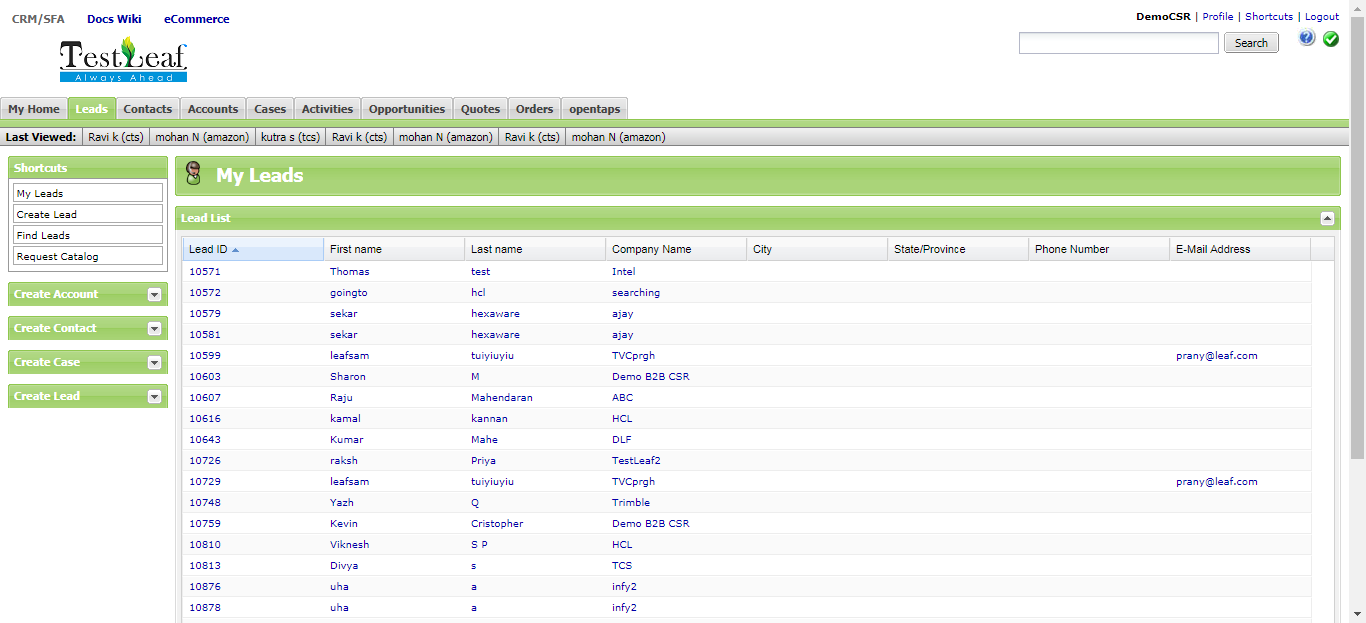 CRM/SFA Docs Wiki eCommerce
DemoCSR | Profile | Shortcuts | Logout
Search
TestLeaf
Always Ahead
My Home Leads Contacts Accounts Cases Activities Opportunities Quotes Orders opentaps
Last Viewed: Ravi k (cts) mohan N (amazon) kutra s (tcs) Ravi k (cts) mohan N (amazon) Ravi k (cts) mohan N (amazon)
Shortcuts
My Leads
Create Lead
Find Leads
Request Catalog
Create Account
Create Contact
Create Case
Create Lead
My Leads
Lead List
Lead ID First name Last name Company Name City State/Province Phone Number E-Mail Address
10571 Thomas test Intel
10572 goingto hcl searching
10579 sekar hexaware ajay
10581 sekar hexaware ajay
10599 leafsam tuiyiuyiu TVCprgh prany@leaf.com
10603 Sharon M Demo B2B CSR
10607 Raju Mahendaran ABC
10616 kamal kannan HCL
10643 Kumar Mahe DLF
10726 raksh Priya TestLeaf2
10729 leafsam tuiyiuyiu TVCprgh prany@leaf.com
10748 Yazh Q Trimble
10759 Kevin Cristopher Demo B2B CSR
10810 Viknesh S P HCL
10813 Divya s TCS
10876 uha a infy2
10878 uha a infy2